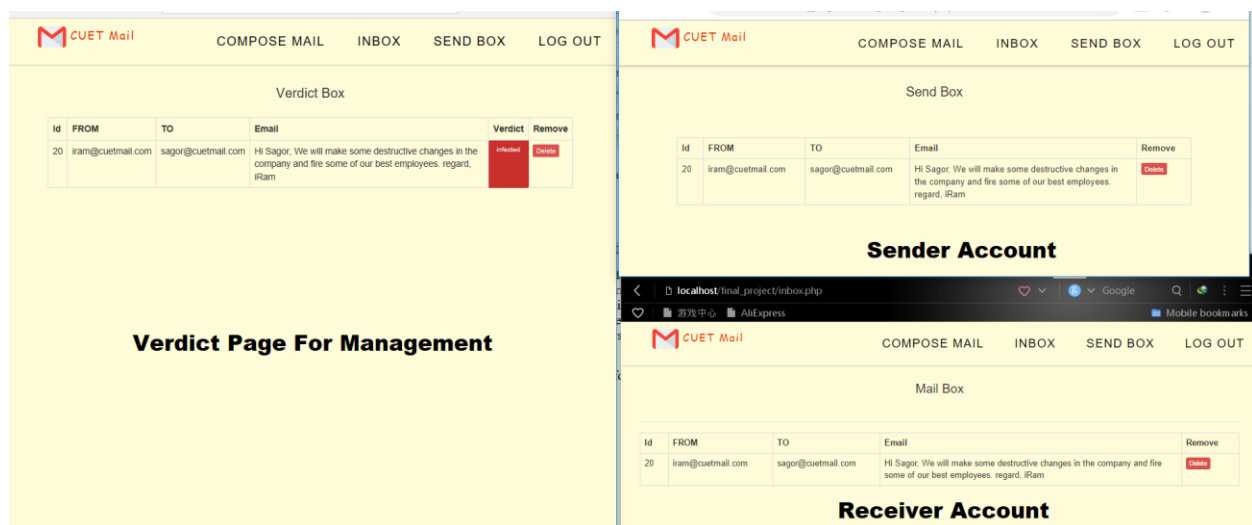 CUET Mail
COMPOSE MAIL INBOX SEND BOX LOG OUT
Verdict Box
Id FROM TO Email Verdict Remove
20 iram@cuetmail.com sagor@cuetmail.com Hi Sagor, We will make some destructive changes in the infected Delete
company and fire some of our best employees. regard,
iRam
Verdict Page For Management
CUET Mail
COMPOSE MAIL INBOX SEND BOX LOG OUT
Send Box
Id FROM TO Email Remove
20 iram@cuetmail.com sagor@cuetmail.com Hi Sagor, We will make some destructive changes in Delete
the company and fire some of our best employees.
regard, iRam
Sender Account
localhost/final_project/inbox.php Google
游戏中心 AliExpress Mobile bookmarks
CUET Mail
COMPOSE MAIL INBOX SEND BOX LOG OUT
Mail Box
Id FROM TO Email Remove
20 iram@cuetmail.com sagor@cuetmail.com Hi Sagor, We will make some destructive changes in the company and fire Delete
some of our best employees. regard, iRam
Receiver Account